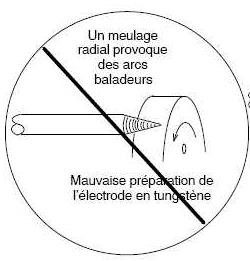 Un meulage
radial provoque
des arcs
baladeurs
Mauvaise préparation de
l'électrode en tungstène